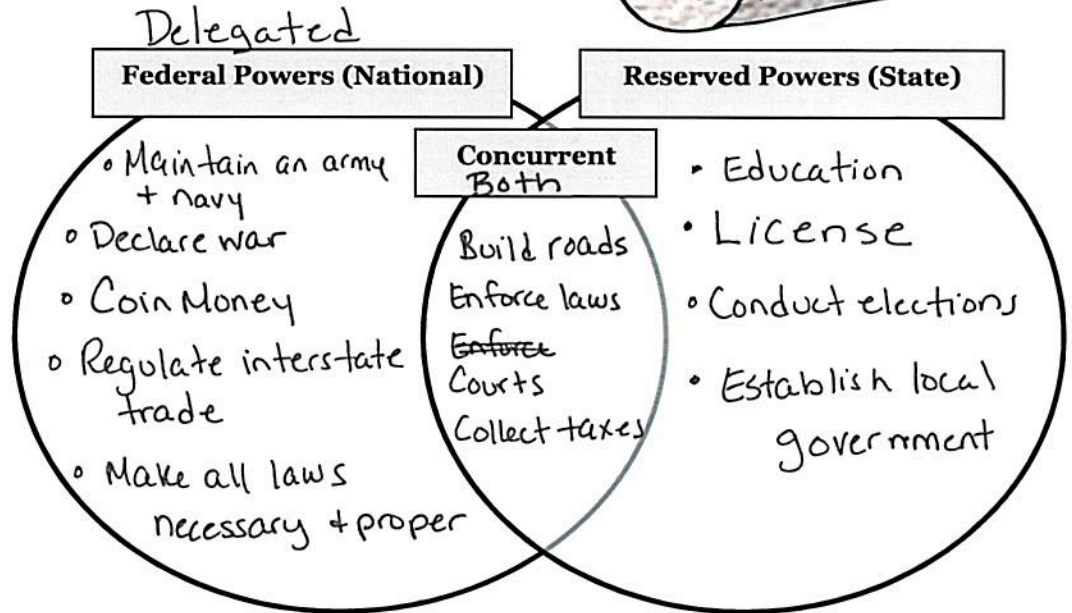 Delegated
Federal Powers (National)
Reserved Powers (State)
Concurrent
Both
• Maintain an army
+ navy
• Declare war
• Coin Money
• Regulate interstate
trade
• Make all laws
necessary + proper
Build roads
Enforce laws
Enforce
Courts
Collect taxes
• Education
• License
• Conduct elections
• Establish local
government